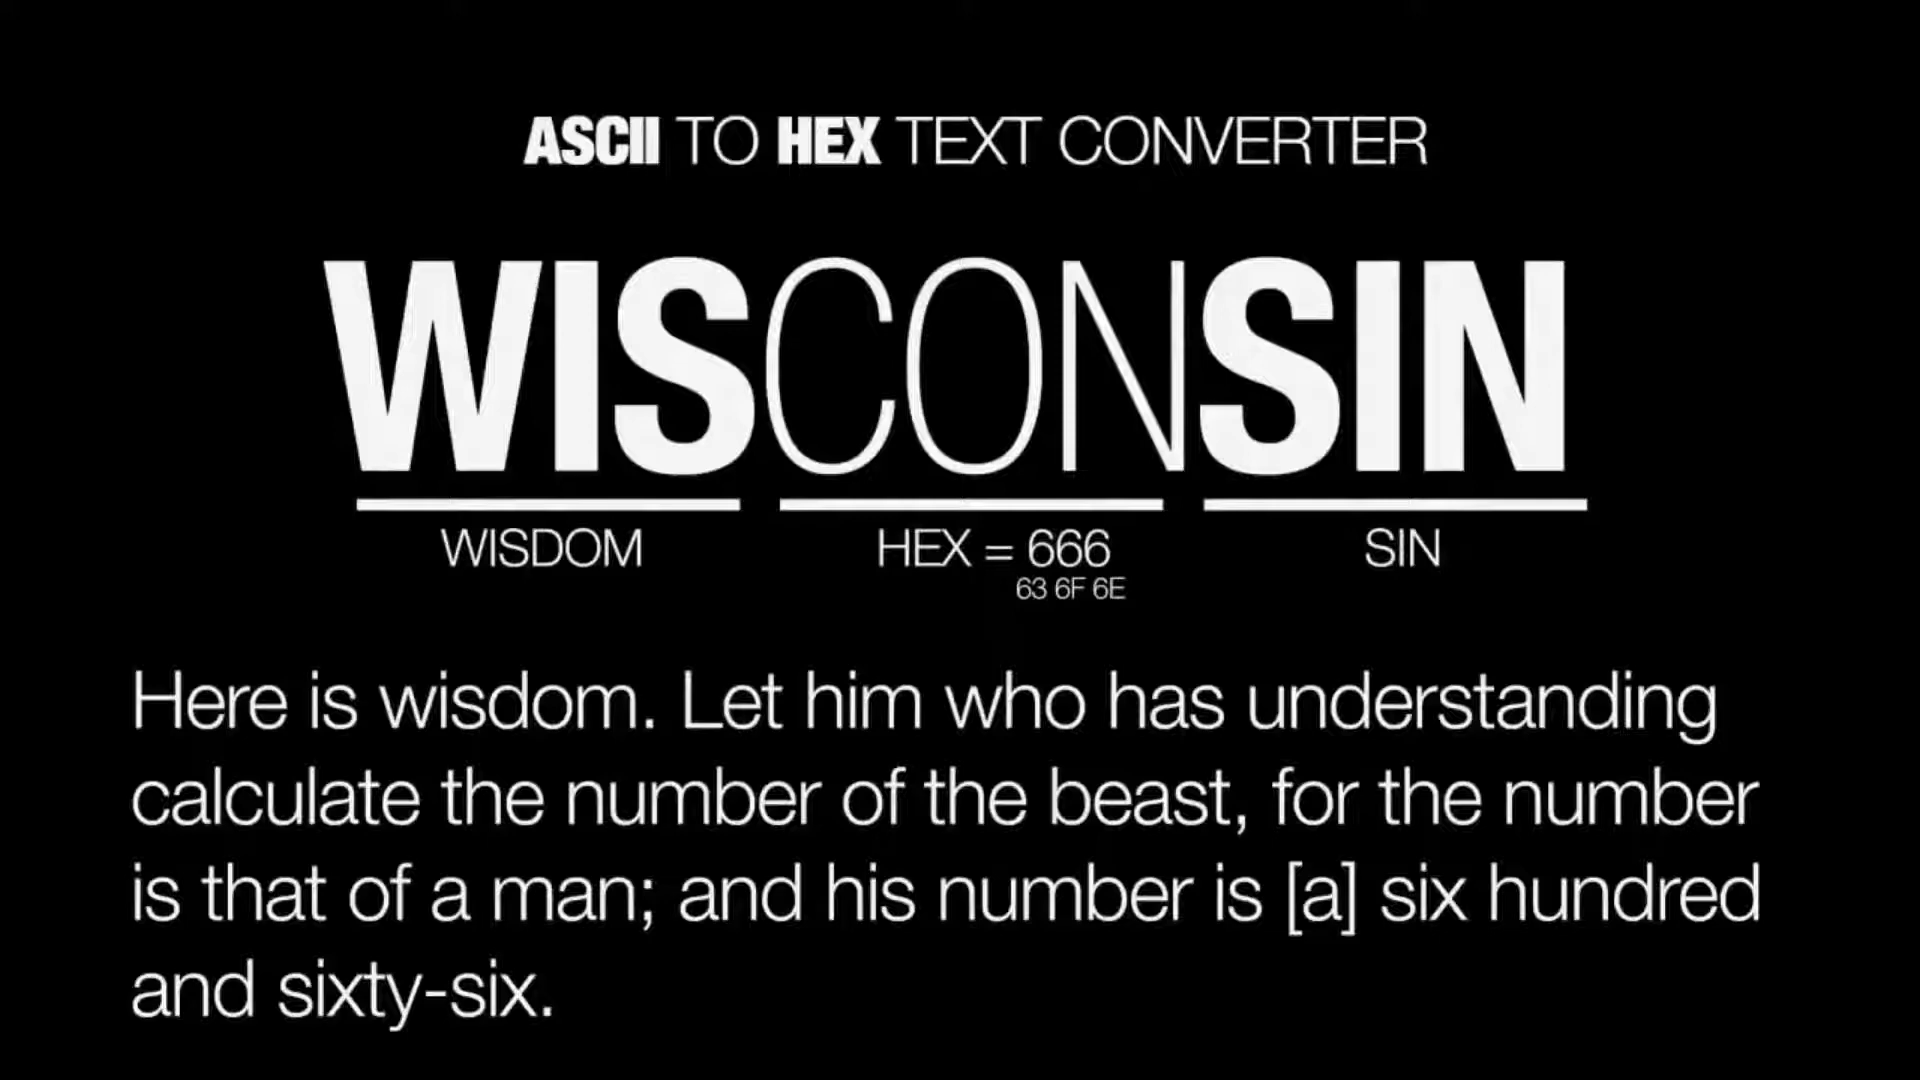 ASCII TO HEX TEXT CONVERTER
WISCONSIN
WISDOM HEX = 666 SIN
63 6F 6E
Here is wisdom. Let him who has understanding
calculate the number of the beast, for the number
is that of a man; and his number is [a] six hundred
and sixty-six.